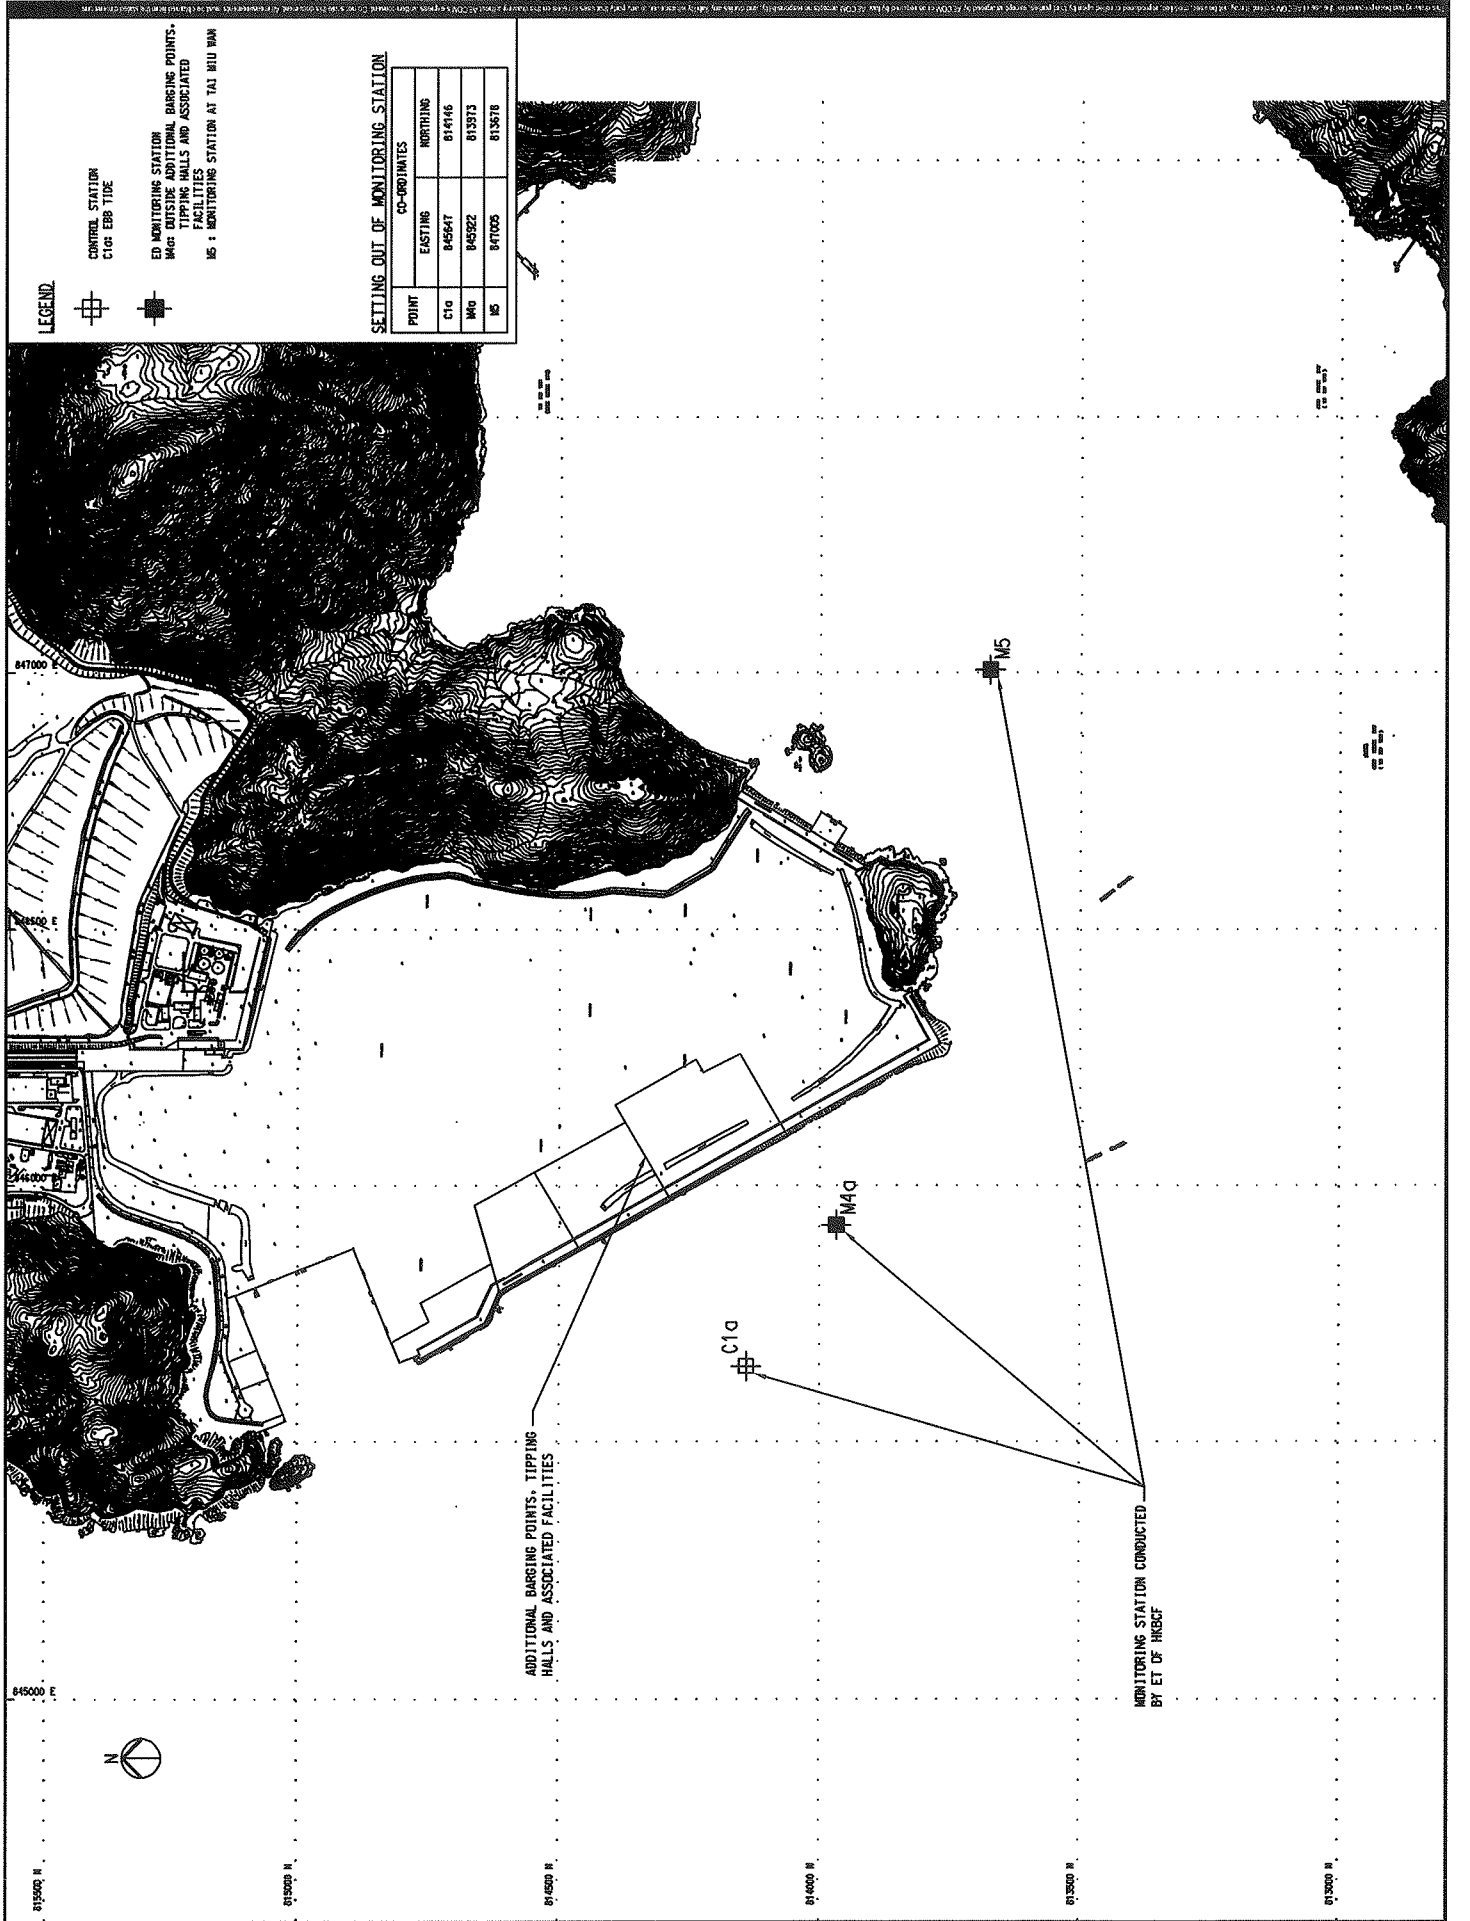 LEGEND
CONTROL STATION
C1a: EBB TIDE
ED MONITORING STATION
M4a: OUTSIDE ADDITIONAL BARGING POINTS,
TIPPING HALLS AND ASSOCIATED
FACILITIES
M5 : MONITORING STATION AT TAI MIU WAN
SETTING OUT OF MONITORING STATION
POINT CO-ORDINATES
EASTING NORTHING
C1a 845647 814146
M4a 845922 813973
M5 847005 813678
N
845000 E
846000 E
846500 E
847000 E
815500 N
815000 N
814500 N
814000 N
813500 N
813000 N
ADDITIONAL BARGING POINTS, TIPPING
HALLS AND ASSOCIATED FACILITIES
C1a
M4a
M5
MONITORING STATION CONDUCTED
BY ET OF HKBCF